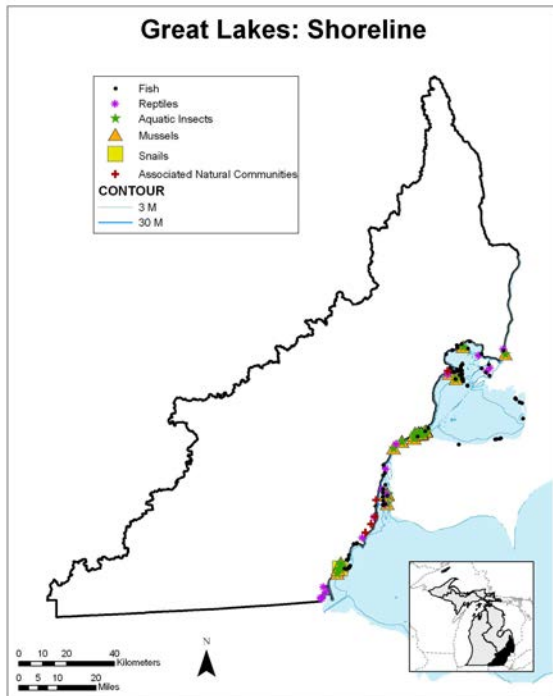 Great Lakes: Shoreline
Fish
Reptiles
Aquatic Insects
Mussels
Snails
Associated Natural Communities
CONTOUR
3 M
30 M
N
0 10 20 40
Kilometers
0 5 10 20
Miles